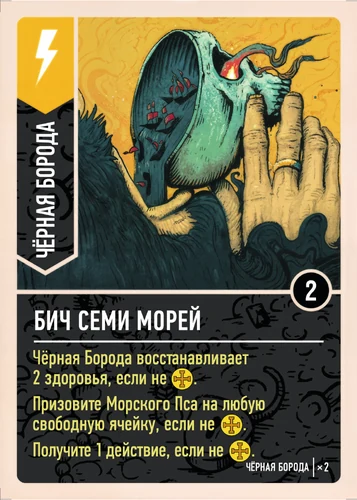 ЧЁРНАЯ БОРОДА
2
БИЧ СЕМИ МОРЕЙ
Чёрная Борода восстанавливает
2 здоровья, если не .
Призовите Морского Пса на любую
свободную ячейку, если не .
Получите 1 действие, если не .
ЧЁРНАЯ БОРОДА | ×2